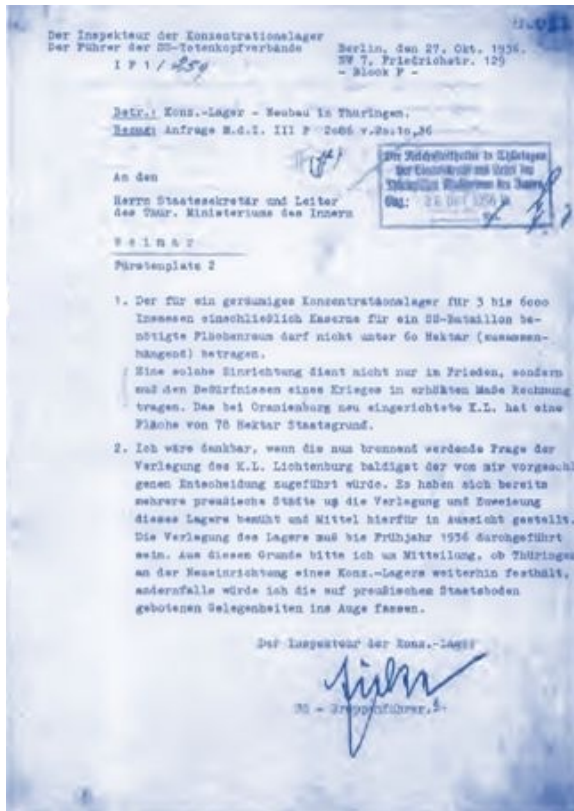 Der Inspekteur der Konzentrationslager
Der Führer der SS-Totenkopfverbände
Berlin, den 27. Okt. 1936.
NW 7, Friedrichstr. 129
- Block F -
I F 1 / 259
Betr.: Konz.-Lager - Neubau in Thüringen.
Bezug: Anfrage M.d.I. III P 2086 v.20.10.36
Der Reichsstatthalter in Thüringen
An den
Herrn Staatssekretär und Leiter
des Thür. Ministeriums des Innern
Weimar
Fürstenplatz 2
1. Der für ein geräumiges Konzentrationslager für 3 bis 6000
Insassen einschließlich Kaserne für ein SS-Bataillon be-
nötigte Flächenraum darf nicht unter 60 Hektar (zusammen-
hängend) betragen.
Eine solche Einrichtung dient nicht nur im Frieden, sondern
muß den Bedürfnissen eines Krieges in erhöhten Maße Rechnung
tragen. Das bei Oranienburg neu eingerichtete K.L. hat eine
Fläche von 78 Hektar Staatsgrund.
2. Ich wäre dankbar, wenn die nun brennend werdende Frage der
Verlegung des K.L. Lichtenburg baldigst der von mir vorgeschl
genen Entscheidung zugeführt würde. Es haben sich bereits
mehrere preußische Städte um die Verlegung und Zuweisung
dieses Lagers bemüht und Mittel hierfür in Aussicht gestellt.
Die Verlegung des Lagers muß bis Frühjahr 1936 durchgeführt
sein. Aus diesem Grunde bitte ich um Mitteilung, ob Thüringen
an der Neueinrichtung eines Konz.-Lagers weiterhin festhält,
andernfalls würde ich die auf preußischem Staatsboden
gebotenen Gelegenheiten ins Auge fassen.
Der Inspekteur der Konz.-Lager
SS - Gruppenführer.